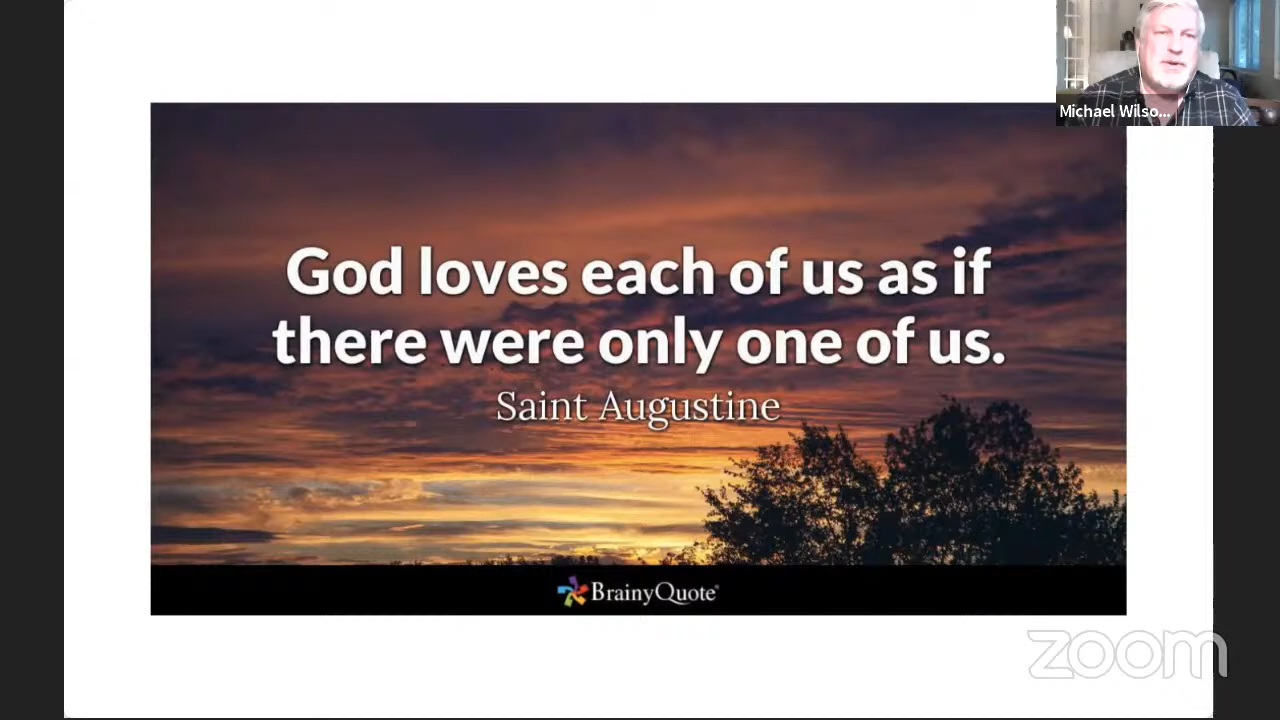 Michael Wilso...
God loves each of us as if
there were only one of us.
Saint Augustine
BrainyQuote®
zoom